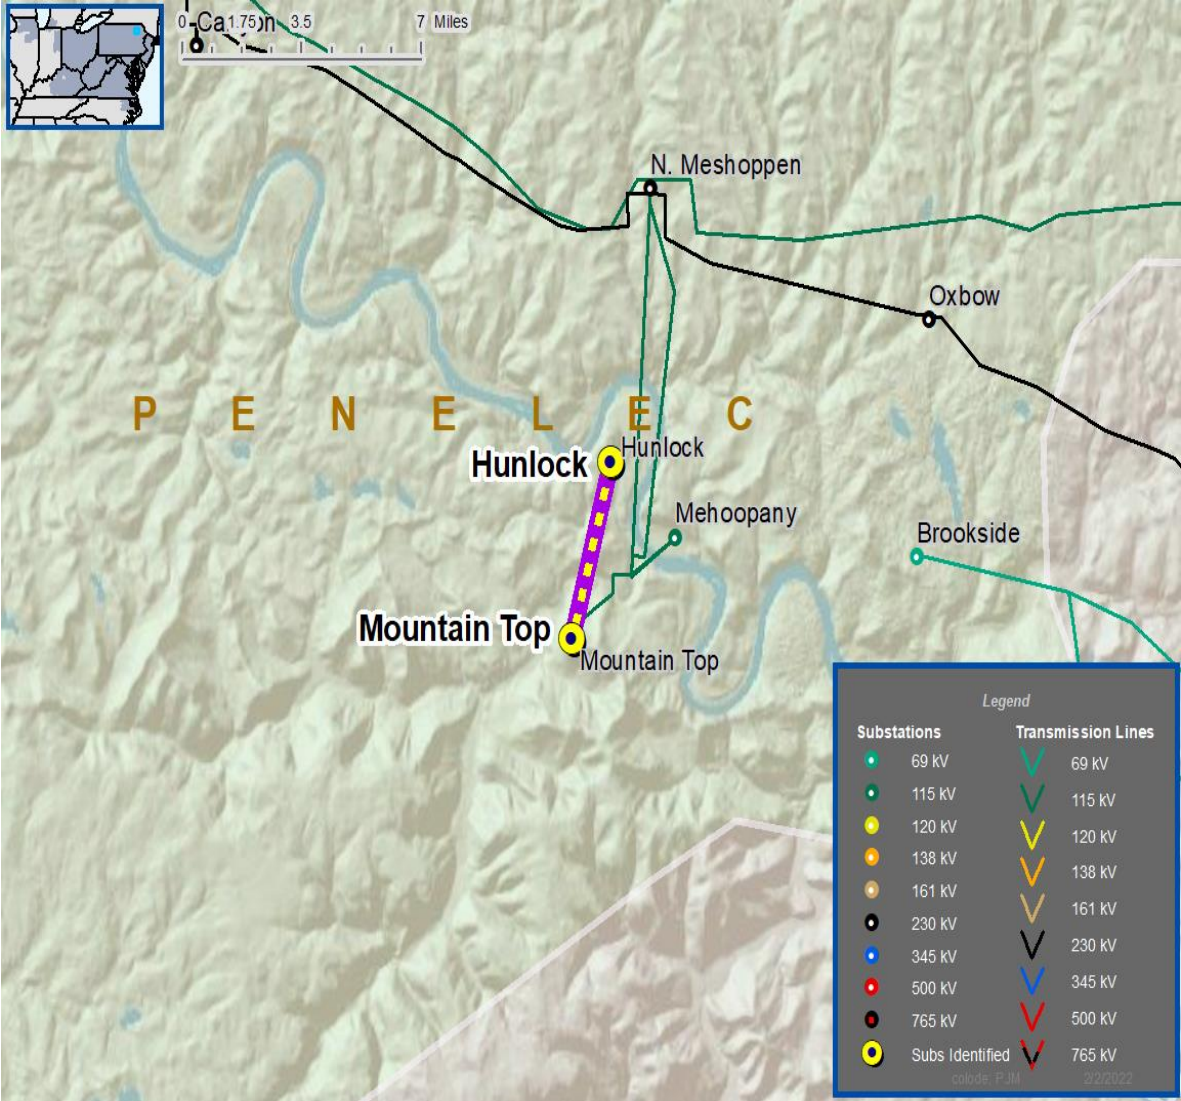 0 1.75 3.5 7 Miles
Canyon
N. Meshoppen
Oxbow
P E N E L E C
Hunlock
Hunlock
Mehoopany
Brookside
Mountain Top
Mountain Top
Legend
Substations
69 kV
115 kV
120 kV
138 kV
161 kV
230 kV
345 kV
500 kV
765 kV
Subs Identified
Transmission Lines
69 kV
115 kV
120 kV
138 kV
161 kV
230 kV
345 kV
500 kV
765 kV
colode: PJM 2/2/2022